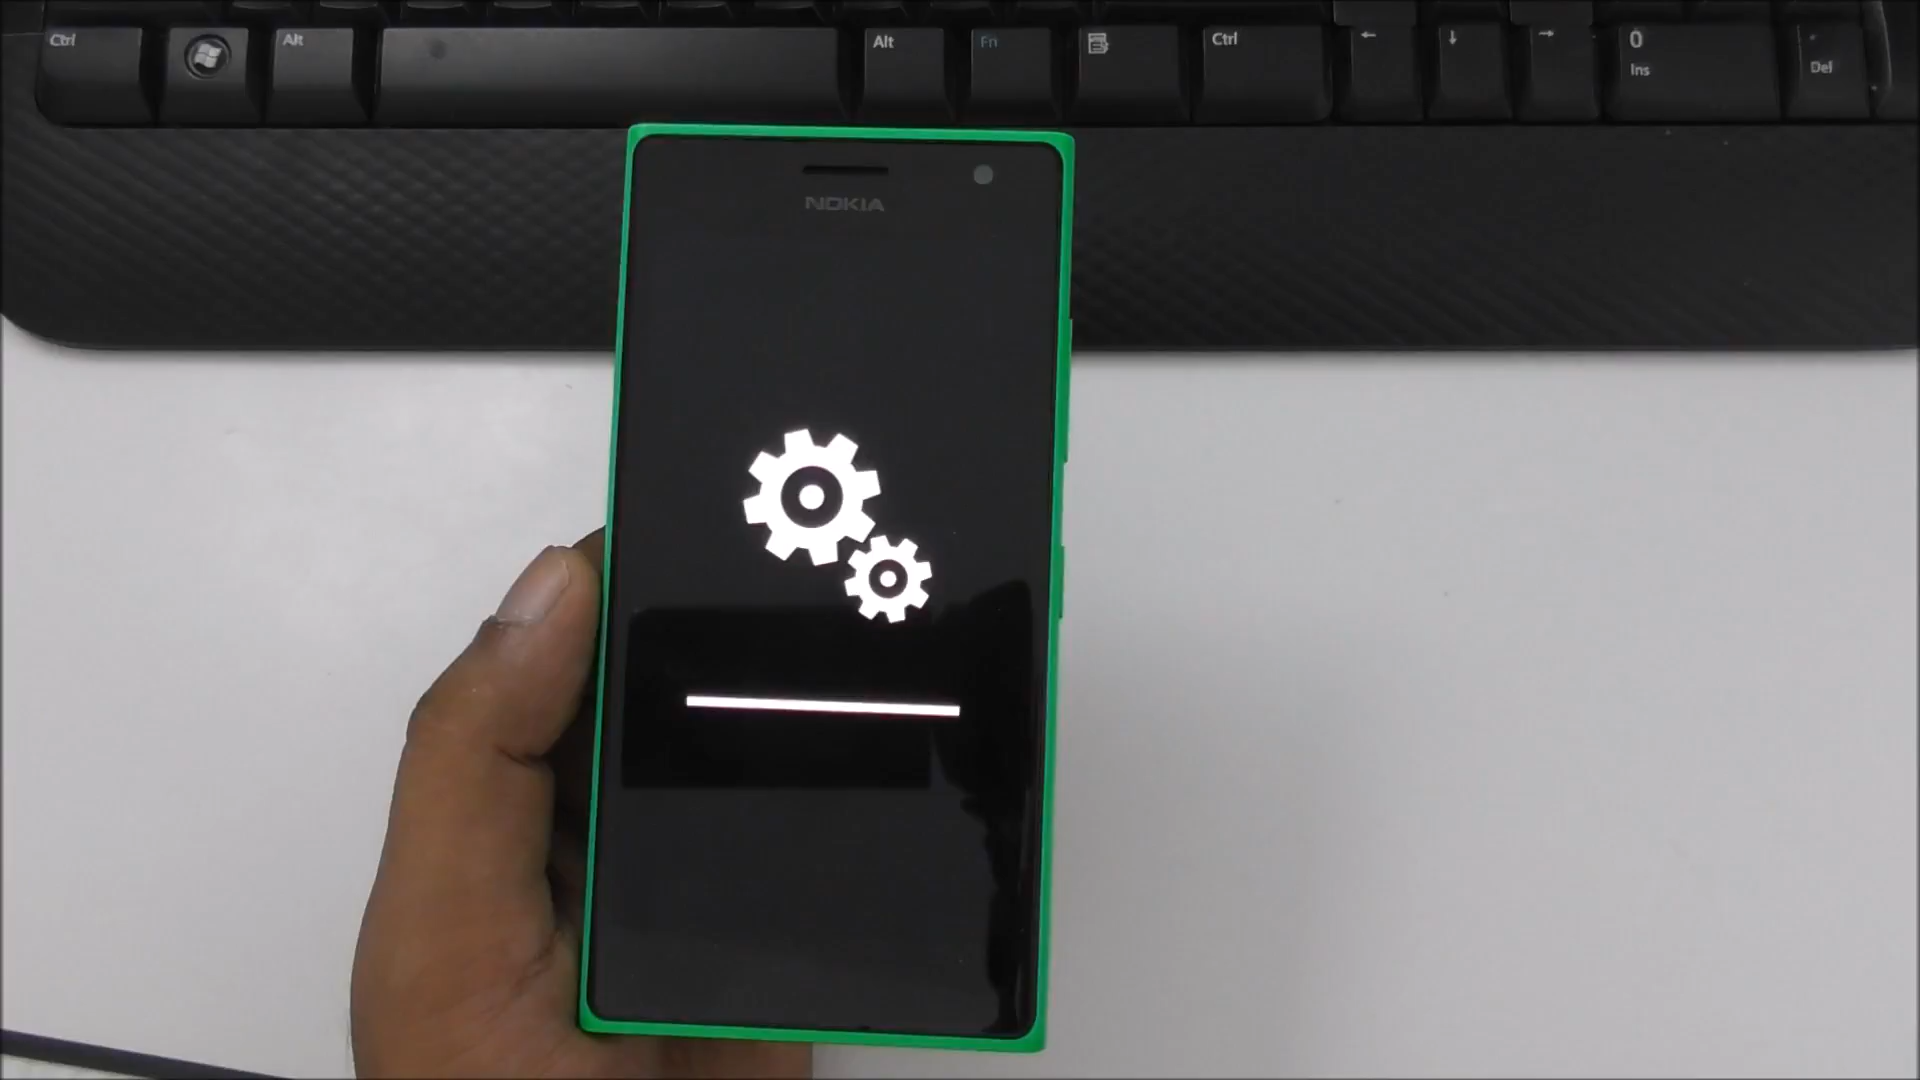 Ctrl
Alt
Alt
Fn
Ctrl
←
↓
→
0
Ins
.
Del
NOKIA